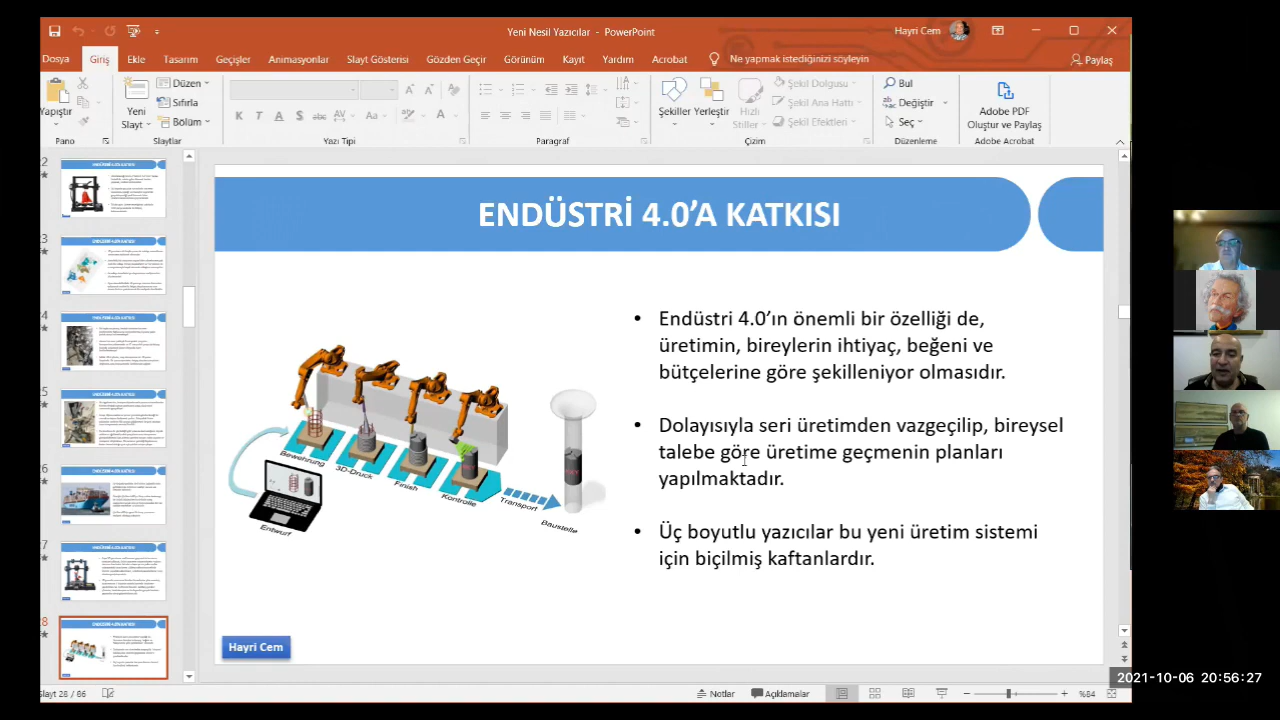 Yeni Nesil Yazıcılar - PowerPoint
Hayri Cem
Dosya Giriş Ekle Tasarım Geçişler Animasyonlar Slayt Gösterisi Gözden Geçir Görünüm Kayıt Yardım Acrobat Ne yapmak istediğinizi söyleyin Paylaş
Yapıştır
Yeni Slayt
Düzen
Sıfırla
Bölüm
Şekiller Yerleştir
Hızlı Stiller
Şekil Dolgusu
Şekil Ana Hattı
Şekil Efektleri
Bul
Değiştir
Seç
Adobe PDF
Oluştur ve Paylaş
Pano Slaytlar Yazı Tipi Paragraf Çizim Düzenleme Adobe Acrobat
ENDÜSTRİ 4.0’A KATKISI
• Endüstri 4.0’ın önemli bir özelliği de,
üretimin, bireylerin ihtiyaç, beğeni ve
bütçelerine göre şekilleniyor olmasıdır.
• Dolayısıyla seri üretimden vazgeçilip, bireysel
talebe göre üretime geçmenin planları
yapılmaktadır.
• Üç boyutlu yazıcılar bu yeni üretim sistemi
için biçilmiş kaftanlardır.
Bewehrung
3D-Druck
Finish
Kontrolle
Transport
Baustelle
Entwurf
Hayri Cem
Slayt 28 / 86
Notlar Açıklamalar
%84
2021-10-06 20:56:27